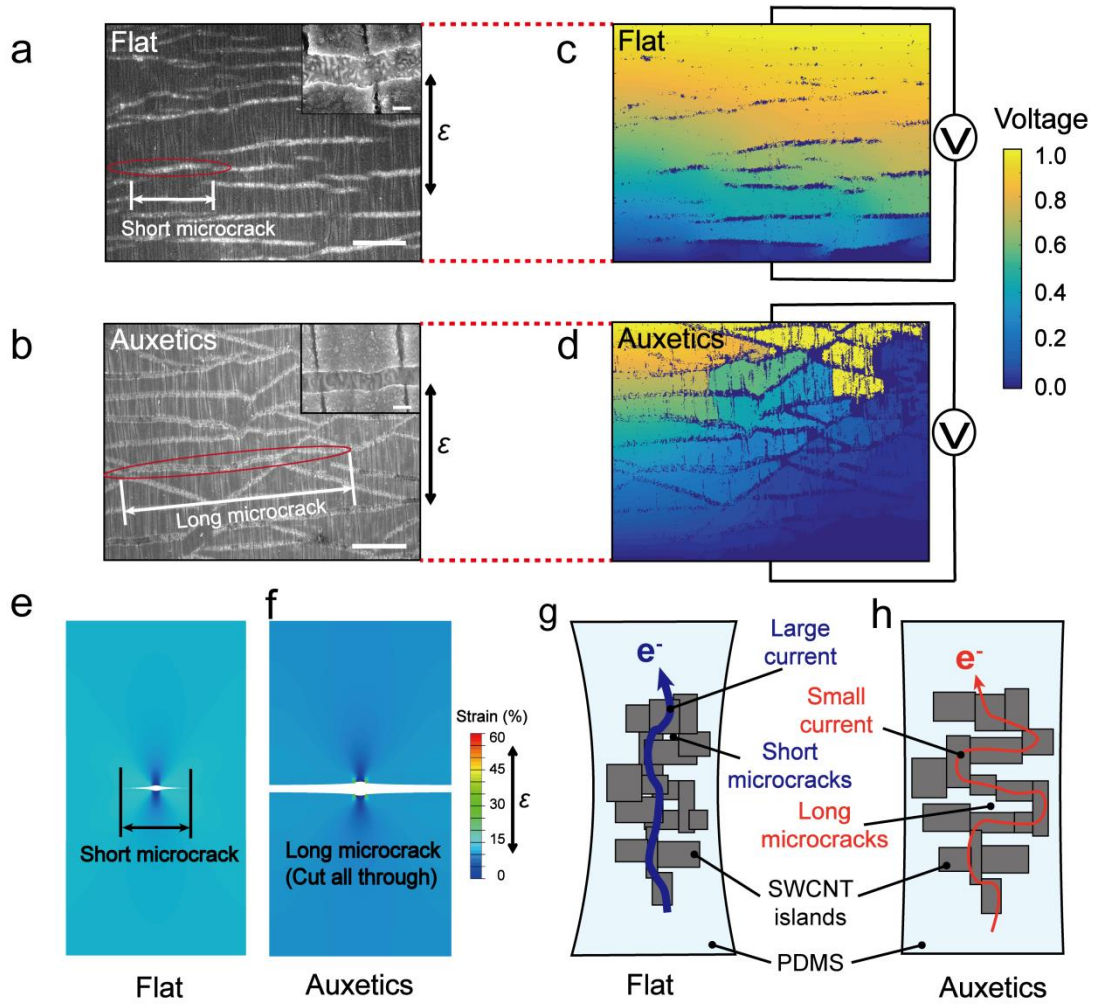 a
Flat
ε
Short microcrack
c
Flat
V
Voltage
1.0
0.8
0.6
0.4
0.2
0.0
b
Auxetics
ε
Long microcrack
d
Auxetics
V
e
Short microcrack
Flat
f
Long microcrack
(Cut all through)
Auxetics
Strain (%)
60
45
30
15
0
ε
g
e-
Large
current
Short
microcracks
SWCNT
islands
PDMS
Flat
h
e-
Small
current
Long
microcracks
Auxetics